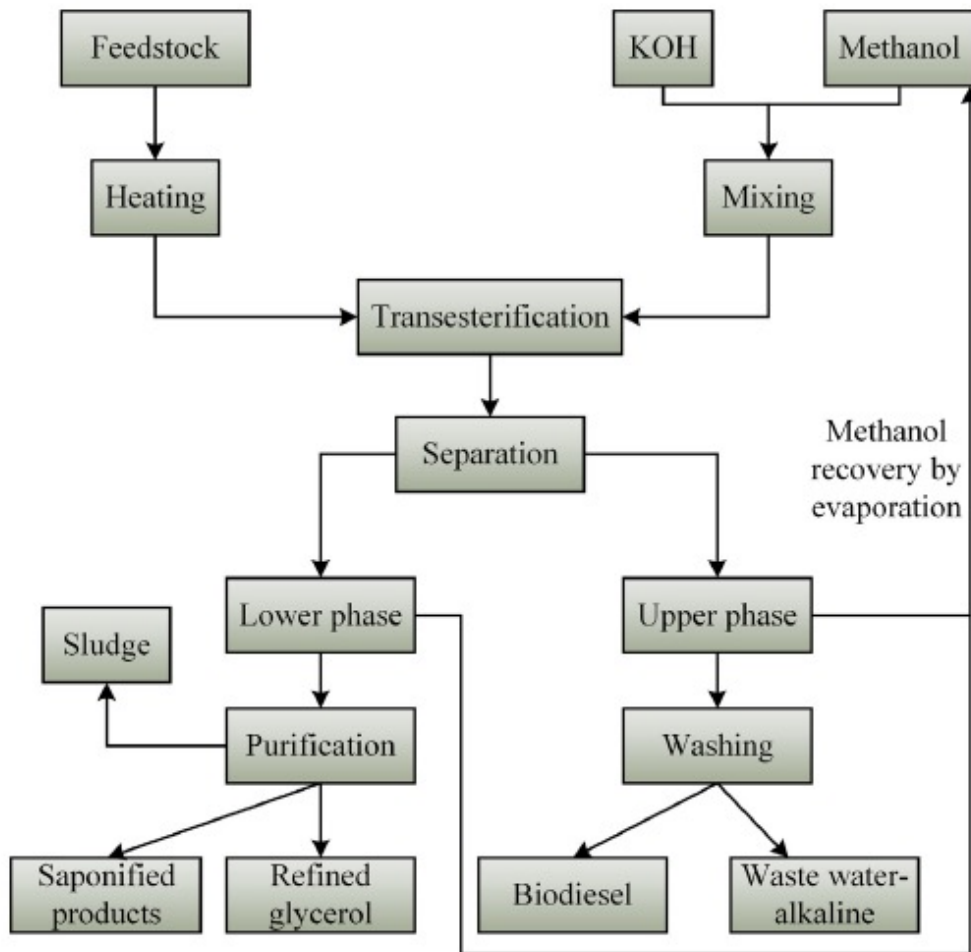 Feedstock
KOH
Methanol
Heating
Mixing
Transesterification
Separation
Methanol
recovery by
evaporation
Lower phase
Upper phase
Sludge
Purification
Washing
Saponified
products
Refined
glycerol
Biodiesel
Waste water-
alkaline